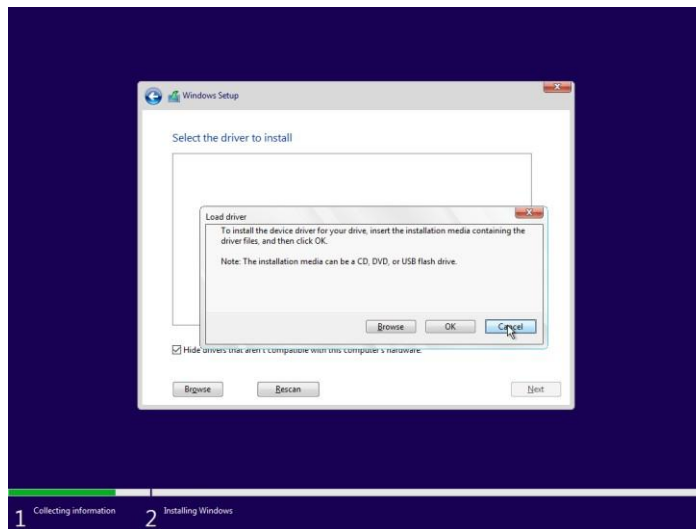 Windows Setup
Select the driver to install
Load driver
To install the device driver for your drive, insert the installation media containing the
driver files, and then click OK.
Note: The installation media can be a CD, DVD, or USB flash drive.
Browse OK Cancel
Hide drivers that aren't compatible with this computer's hardware.
Browse Rescan Next
1 Collecting information 2 Installing Windows